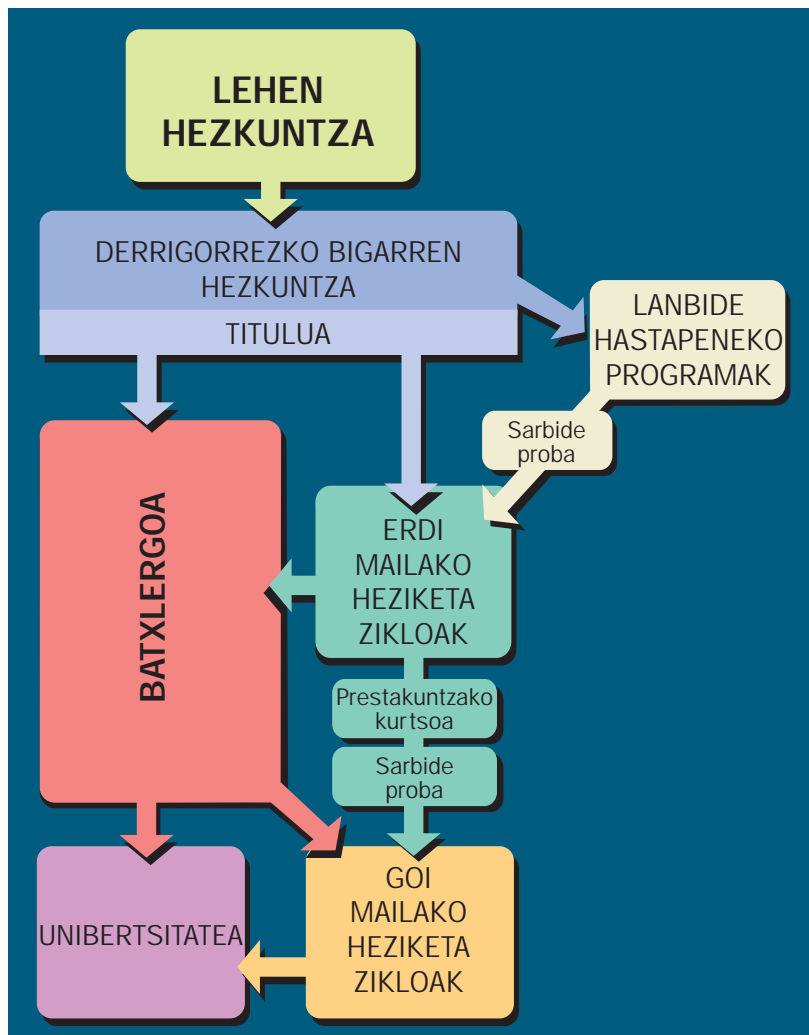 LEHEN
HEZKUNTZA
DERRIGORREZKO BIGARREN
HEZKUNTZA
TITULUA
LANBIDE
HASTAPENEKO
PROGRAMAK
Sarbide
proba
BATXLERGOA
ERDI
MAILAKO
HEZIKETA
ZIKLOAK
Prestakuntzako
kurtsoa
Sarbide
proba
UNIBERTSITATEA
GOI
MAILAKO
HEZIKETA
ZIKLOAK